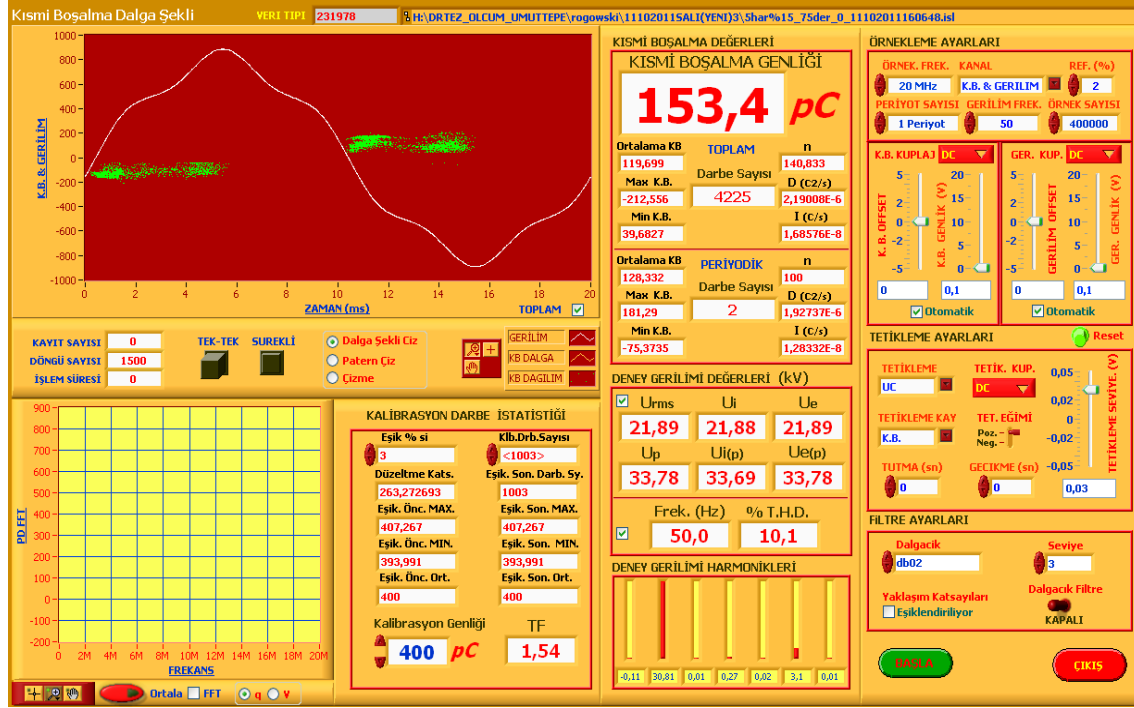 Kısmi Boşalma Dalga Şekli
VERI TIPI
231978
H:\DRTEZ_OLCUM_UMUTTEPE\rogowski\11102011SALI(YENI)3\5har%15_75der_0_11102011160648.isl
K.B. & GERILIM
1000
800
600
400
200
0
-200
-400
-600
-800
-1000
0 2 4 6 8 10 12 14 16 18 20
ZAMAN (ms)
TOPLAM
KAYIT SAYISI 0
DÖNGÜ SAYISI 1500
İŞLEM SÜRESİ 0
TEK-TEK SUREKLİ
Dalga Şekli Ciz
Patern Çiz
Çizme
GERİLİM
KB DALGA
KB DAGILIM
PD FFT
900
800
700
600
500
400
300
200
100
0
-100
-200
0 2M 4M 6M 8M 10M 12M 14M 16M 18M 20M
FREKANS
Ortala FFT q V
KALIBRASYON DARBE İSTATİSTİĞİ
Eşik % si Klb.Drb.Sayısı
3 <1003>
Düzeltme Kats. Eşik. Son. Darb. Sy.
263,272693 1003
Eşik. Önc. MAX. Eşik. Son. MAX.
407,267 407,267
Eşik. Önc. MIN. Eşik. Son. MIN.
393,991 393,991
Eşik. Önc. Ort. Eşik. Son. Ort.
400 400
Kalibrasyon Genliği TF
400 pC 1,54
KISMİ BOŞALMA DEĞERLERİ
KISMİ BOŞALMA GENLİĞİ
153,4 pC
Ortalama KB TOPLAM n
119,699 140,833
Max K.B. Darbe Sayısı D (C2/s)
-212,556 4225 2,19008E-6
Min K.B. I (C/s)
39,6827 1,68576E-8
Ortalama KB PERİYODİK n
128,332 100
Max K.B. Darbe Sayısı D (C2/s)
181,29 2 1,92737E-6
Min K.B. I (C/s)
-75,3735 1,28332E-8
DENEY GERİLİMİ DEĞERLERİ (kV)
Urms Ui Ue
21,89 21,88 21,89
Up Ui(p) Ue(p)
33,78 33,69 33,78
Frek. (Hz) % T.H.D.
50,0 10,1
DENEY GERİLİMİ HARMONİKLERİ
-0,11 30,81 0,01 0,27 0,02 3,1 0,01
ÖRNEKLEME AYARLARI
ÖRNEK. FREK. KANAL REF. (%)
20 MHz K.B. & GERILIM 2
PERİYOT SAYISI GERİLİM FREK. ÖRNEK SAYISI
1 Periyot 50 400000
K.B. KUPLAJ DC
K. B. OFFSET
5
2
0
-2
-5
K.B. GENLİK (V)
20
15
10
5
0
0 0,1
Otomatik
GER. KUP. DC
GERİLİM OFFSET
5
2
0
-2
-5
GER. GENLİK (V)
20
15
10
5
0
0 0,1
Otomatik
TETİKLEME AYARLARI
Reset
TETİKLEME TETİK. KUP.
UC DC
TETİKLEME KAY TET. EĞİMİ
K.B. Poz. -
Neg. -
TUTMA (sn) GECIKME (sn)
0 0
TETİKLEME SEVİYE. (V)
0,05
0,02
0
-0,02
-0,05
0,03
FiLTRE AYARLARI
Dalgacik Seviye
db02 3
Yaklaşım Katsayıları Dalgacık Filtre
Eşiklendiriliyor KAPALI
BAŞLA ÇIKIŞ